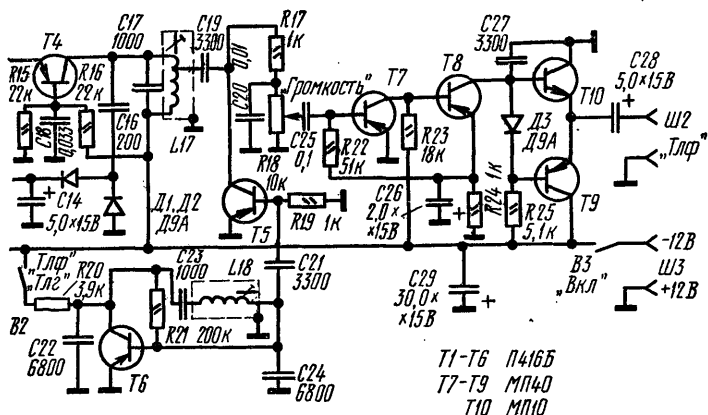 C17
1000
C19
3300
R17
1к
C27
3300
T4
R15
22к
R16
22к
0,01
C20
„Громкость"
T7
T8
T10
C28
5,0×15В
+
Ш2
„Тлф"
C18
0,033
C16
200
L17
C25
0,1
R22
51к
R23
18к
Д3
Д9А
T9
C14
+
5,0×15В
Д1, Д2
Д9А
R18
10к
T5
R19 1к
C26
2,0×
×15В
+
R24 1к
R25
5,1к
-12В
Ш3
+12В
В3
„Вкл"
„Тлф"
„Тлг"
В2
R20
3,9к
C23
1000
L18
C21
3300
C29
30,0×
×15В
+
R21 200к
C22
6800
T6
C24
6800
T1-T6 П416Б
T7-T9 МП40
T10 МП10